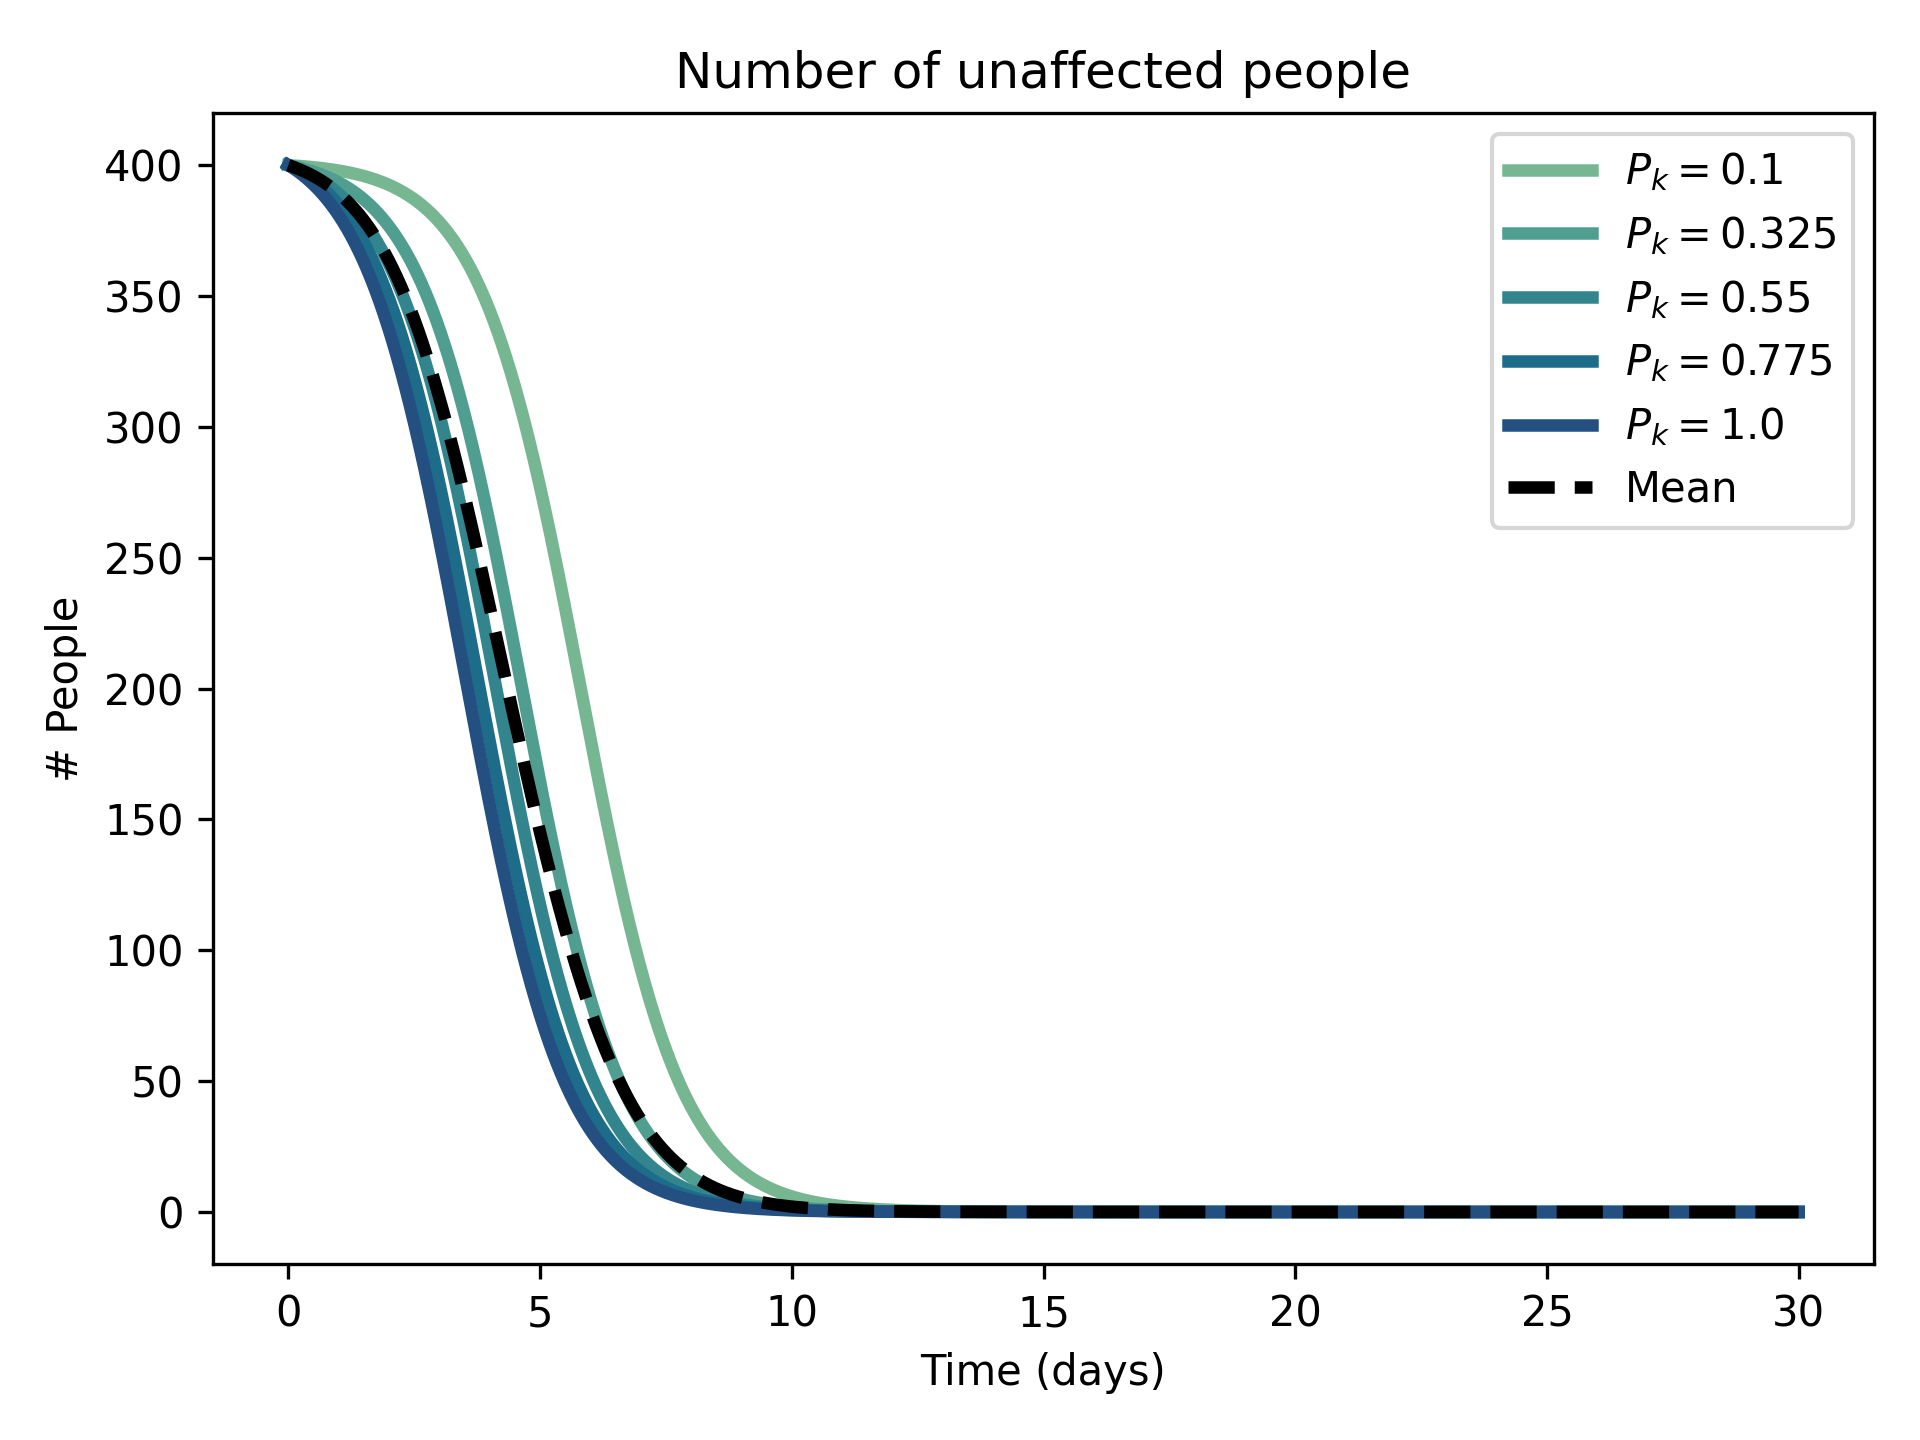 Number of unaffected people
# People
400
350
300
250
200
150
100
50
0
P_k = 0.1
P_k = 0.325
P_k = 0.55
P_k = 0.775
P_k = 1.0
Mean
0 5 10 15 20 25 30
Time (days)